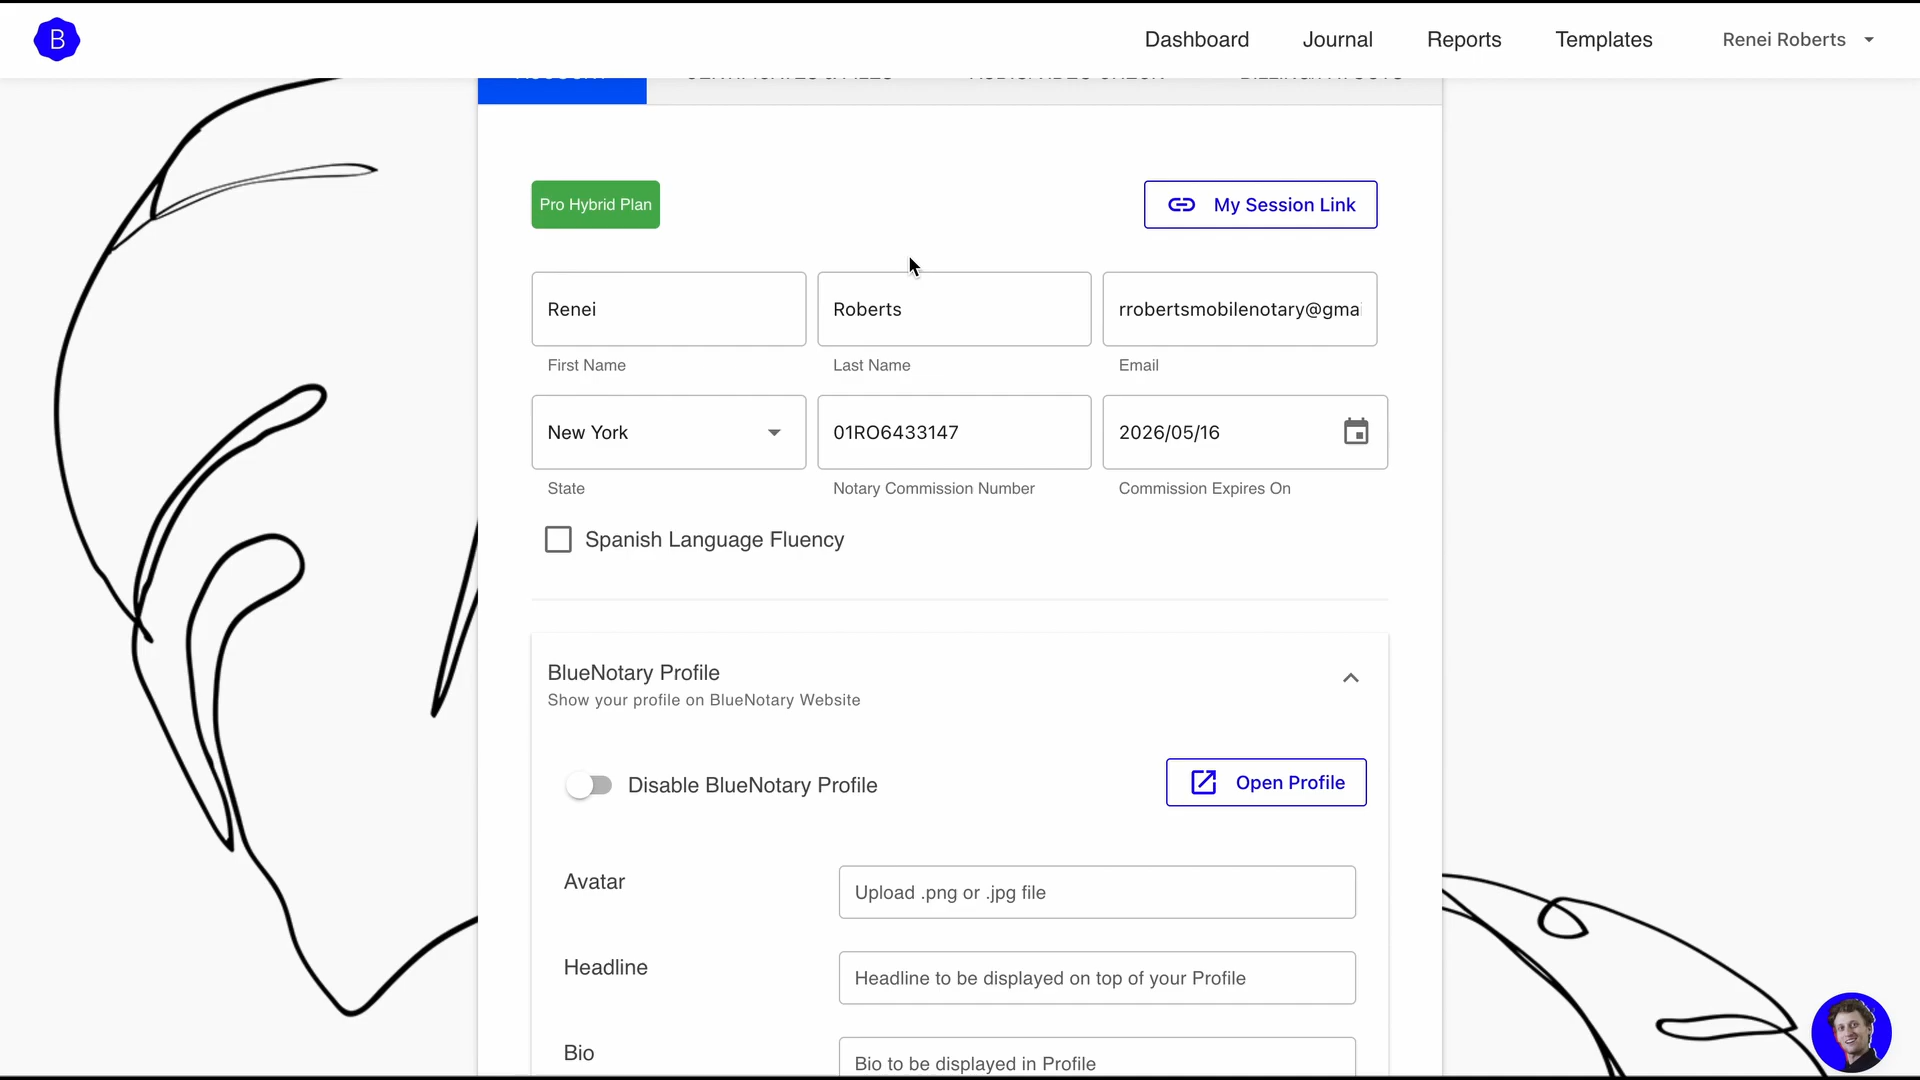 B
Dashboard Journal Reports Templates Renei Roberts
Pro Hybrid Plan
My Session Link
Renei
Roberts
rrobertsmobilenotary@gmai
First Name
Last Name
Email
New York
01RO6433147
2026/05/16
State
Notary Commission Number
Commission Expires On
Spanish Language Fluency
BlueNotary Profile
Show your profile on BlueNotary Website
Disable BlueNotary Profile
Open Profile
Avatar
Upload .png or .jpg file
Headline
Headline to be displayed on top of your Profile
Bio
Bio to be displayed in Profile